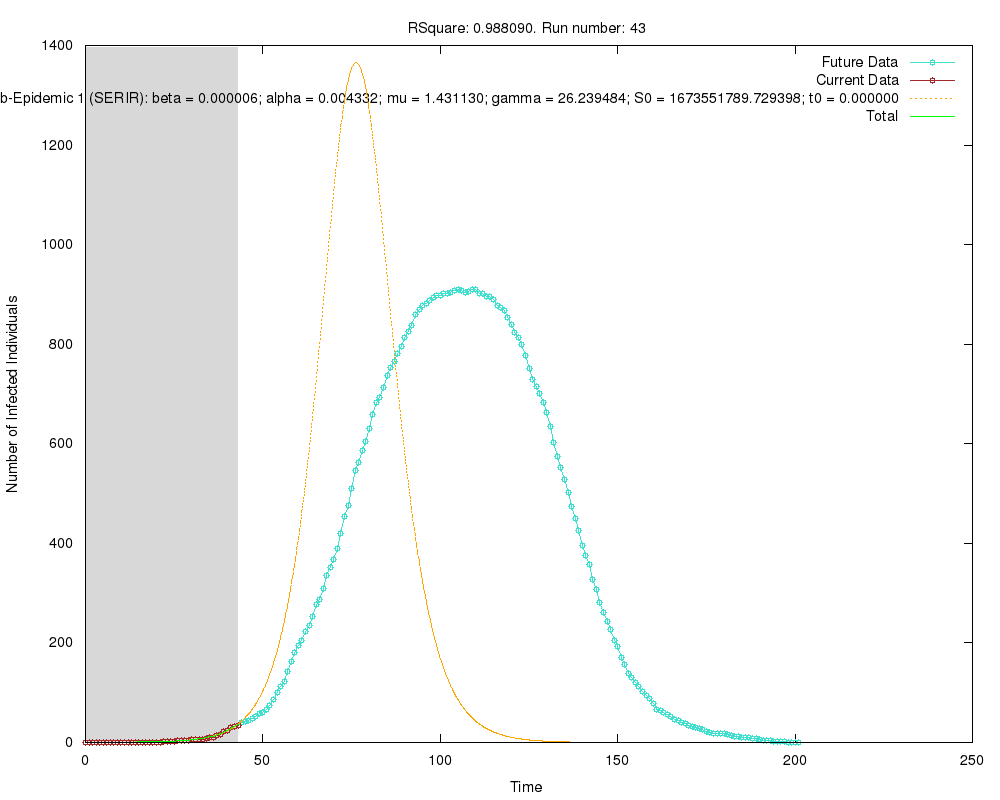 RSquare: 0.988090. Run number: 43
1400
1200
1000
800
600
400
200
0
Future Data
Current Data
b-Epidemic 1 (SERIR): beta = 0.000006; alpha = 0.004332; mu = 1.431130; gamma = 26.239484; S0 = 1673551789.729398; t0 = 0.000000
Total
Number of Infected Individuals
0
50
100
150
200
250
Time